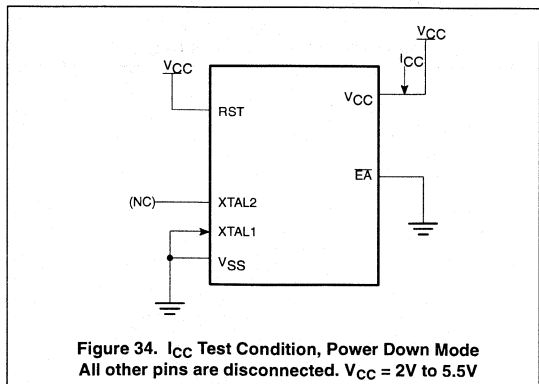 VCC
ICC
VCC
VCC
RST
EA
(NC)
XTAL2
XTAL1
VSS
Figure 34. ICC Test Condition, Power Down Mode
All other pins are disconnected. VCC = 2V to 5.5V